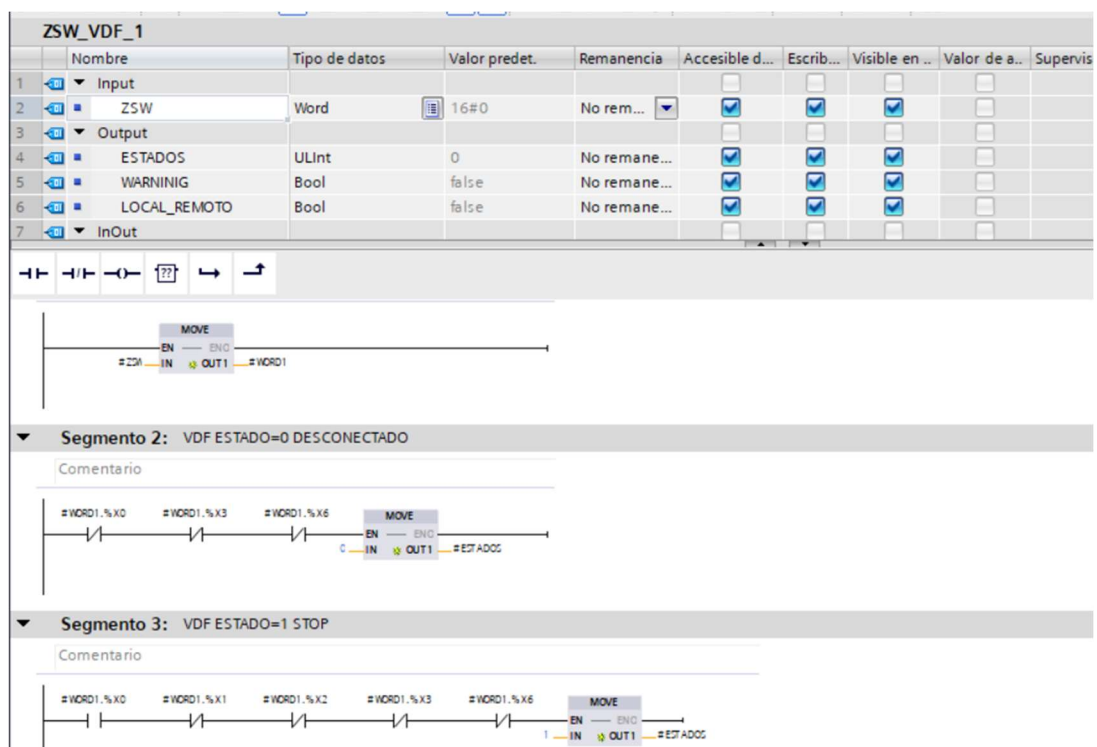 ZSW_VDF_1
Nombre Tipo de datos Valor predet. Remanencia Accesible d... Escrib... Visible en .. Valor de a.. Supervis
1 Input
2 ZSW Word 16#0 No rem...
3 Output
4 ESTADOS ULInt 0 No remane...
5 WARNINIG Bool false No remane...
6 LOCAL_REMOTO Bool false No remane...
7 InOut
??
MOVE
EN ENO
#ZSW IN OUT1 #WORD1
Segmento 2: VDF ESTADO=0 DESCONECTADO
Comentario
#WORD1.%X0 #WORD1.%X3 #WORD1.%X6 MOVE
EN ENO
0 IN OUT1 #ESTADOS
Segmento 3: VDF ESTADO=1 STOP
Comentario
#WORD1.%X0 #WORD1.%X1 #WORD1.%X2 #WORD1.%X3 #WORD1.%X6 MOVE
EN ENO
1 IN OUT1 #ESTADOS